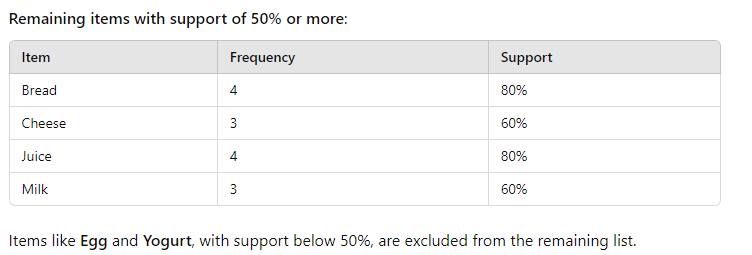 Remaining items with support of 50% or more:
Item Frequency Support
Bread 4 80%
Cheese 3 60%
Juice 4 80%
Milk 3 60%
Items like Egg and Yogurt, with support below 50%, are excluded from the remaining list.